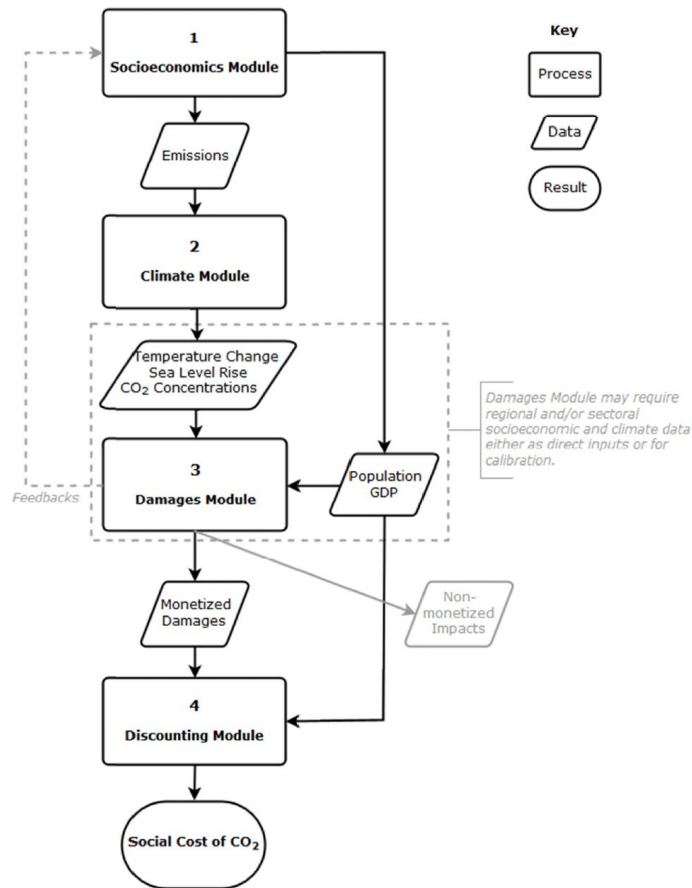 1
Socioeconomics Module
Key
Process
Data
Result
Emissions
2
Climate Module
Temperature Change
Sea Level Rise
CO₂ Concentrations
Damages Module may require
regional and/or sectoral
socioeconomic and climate data
either as direct inputs or for
calibration.
3
Damages Module
Population
GDP
Feedbacks
Monetized
Damages
Non-
monetized
Impacts
4
Discounting Module
Social Cost of CO₂